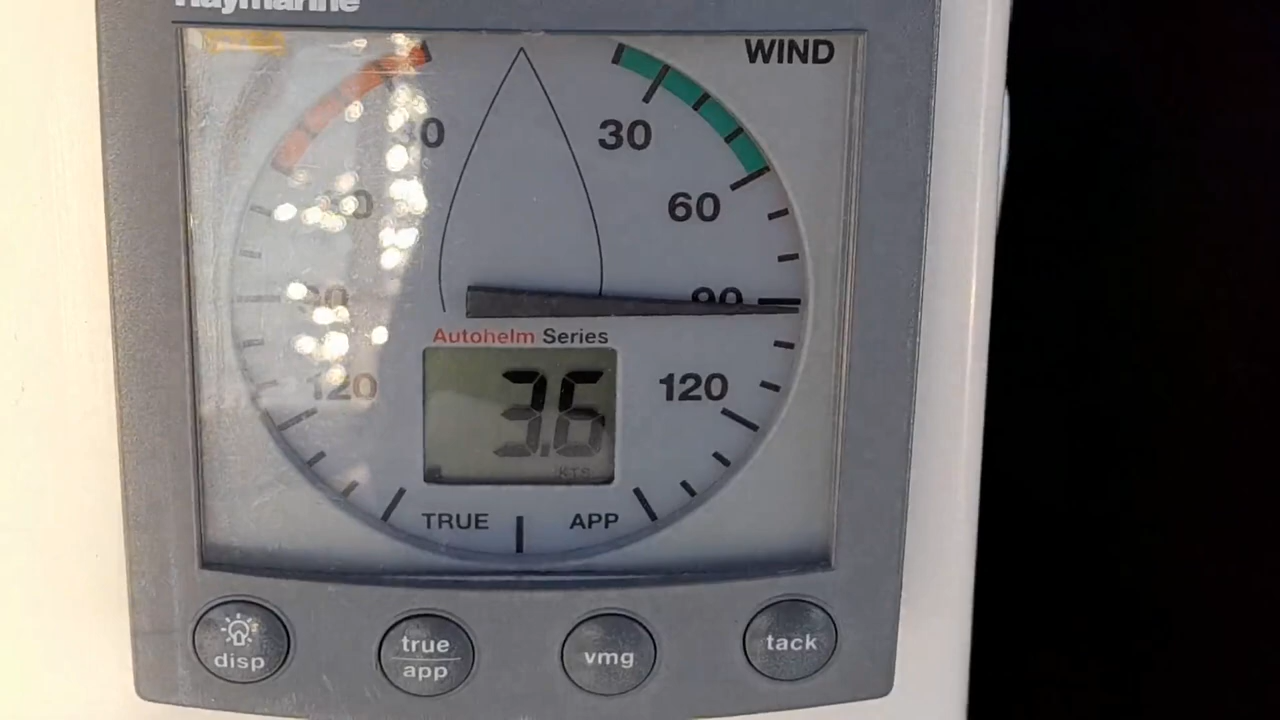 Raymarine
WIND
30 30
60 60
90 90
Autohelm Series
3.6
KTS
120 120
TRUE APP
disp
true
app
vmg
tack